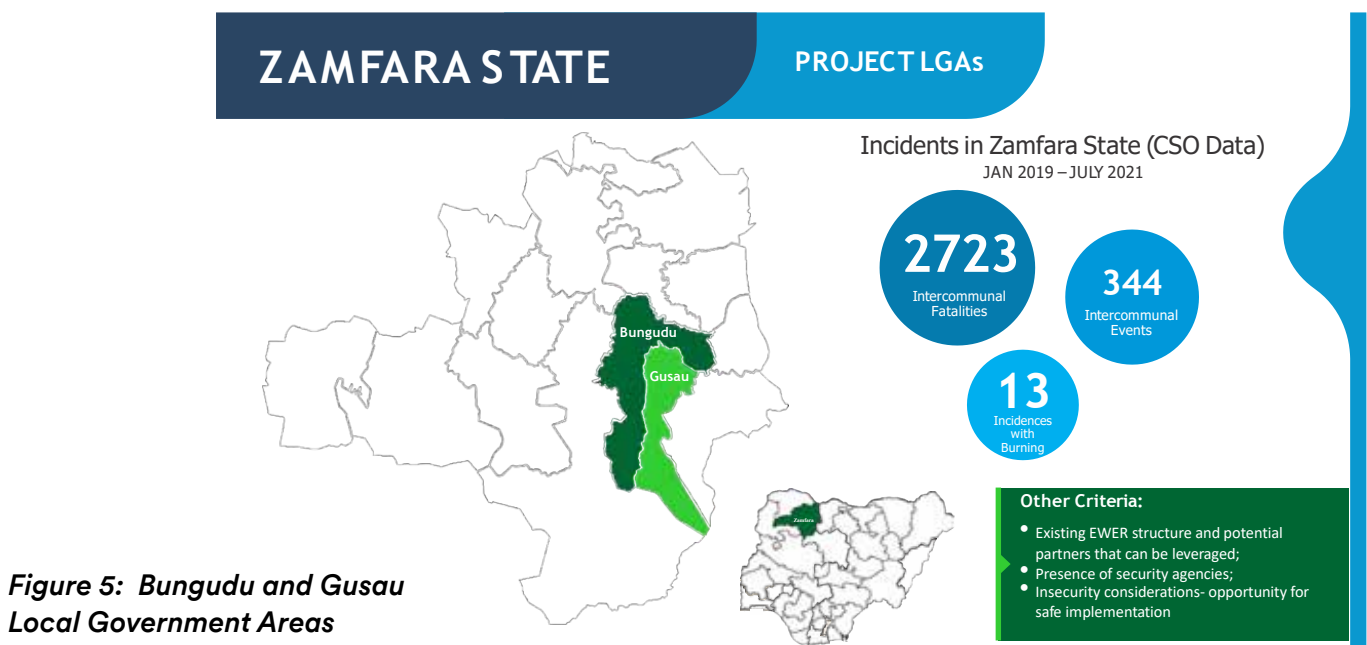 ZAMFARA STATE
PROJECT LGAs
Incidents in Zamfara State (CSO Data)
JAN 2019 – JULY 2021
2723
Intercommunal
Fatalities
344
Intercommunal
Events
13
Incidences
with
Burning
Bungudu
Gusau
Zamfara
Other Criteria:
• Existing EWER structure and potential
partners that can be leveraged;
• Presence of security agencies;
• Insecurity considerations- opportunity for
safe implementation
Figure 5: Bungudu and Gusau
Local Government Areas